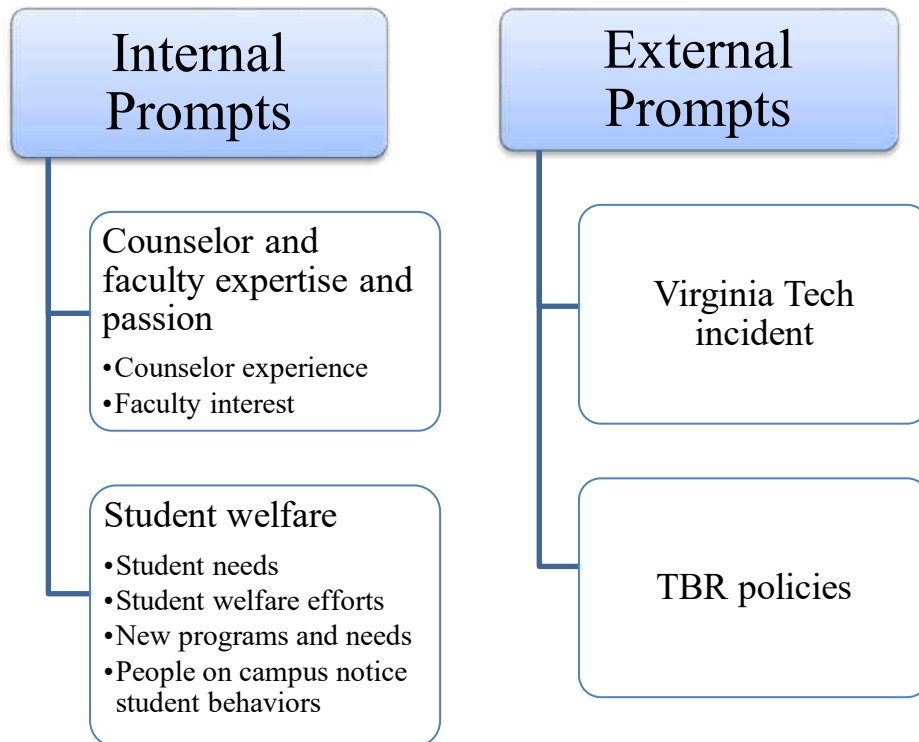 Internal
Prompts
Counselor and
faculty expertise and
passion
•Counselor experience
•Faculty interest
Student welfare
•Student needs
•Student welfare efforts
•New programs and needs
•People on campus notice
student behaviors
External
Prompts
Virginia Tech
incident
TBR policies